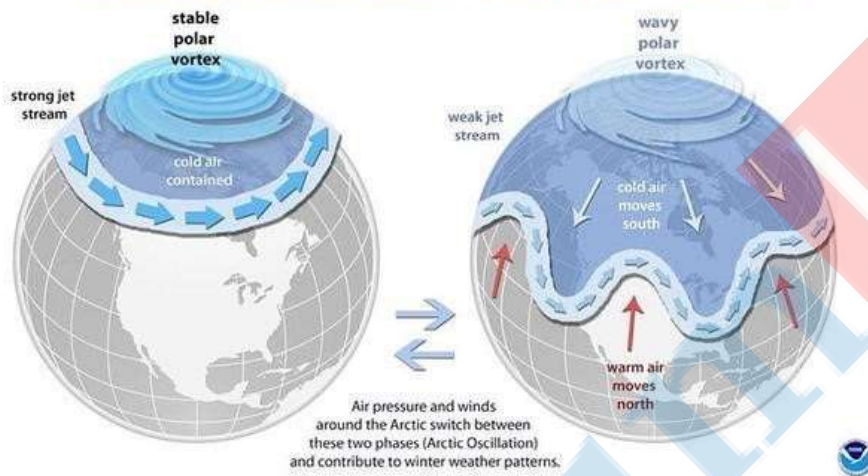 stable
polar
vortex
strong jet
stream
cold air
contained
wavy
polar
vortex
weak jet
stream
cold air
moves
south
warm air
moves
north
Air pressure and winds
around the Arctic switch between
these two phases (Arctic Oscillation)
and contribute to winter weather patterns.